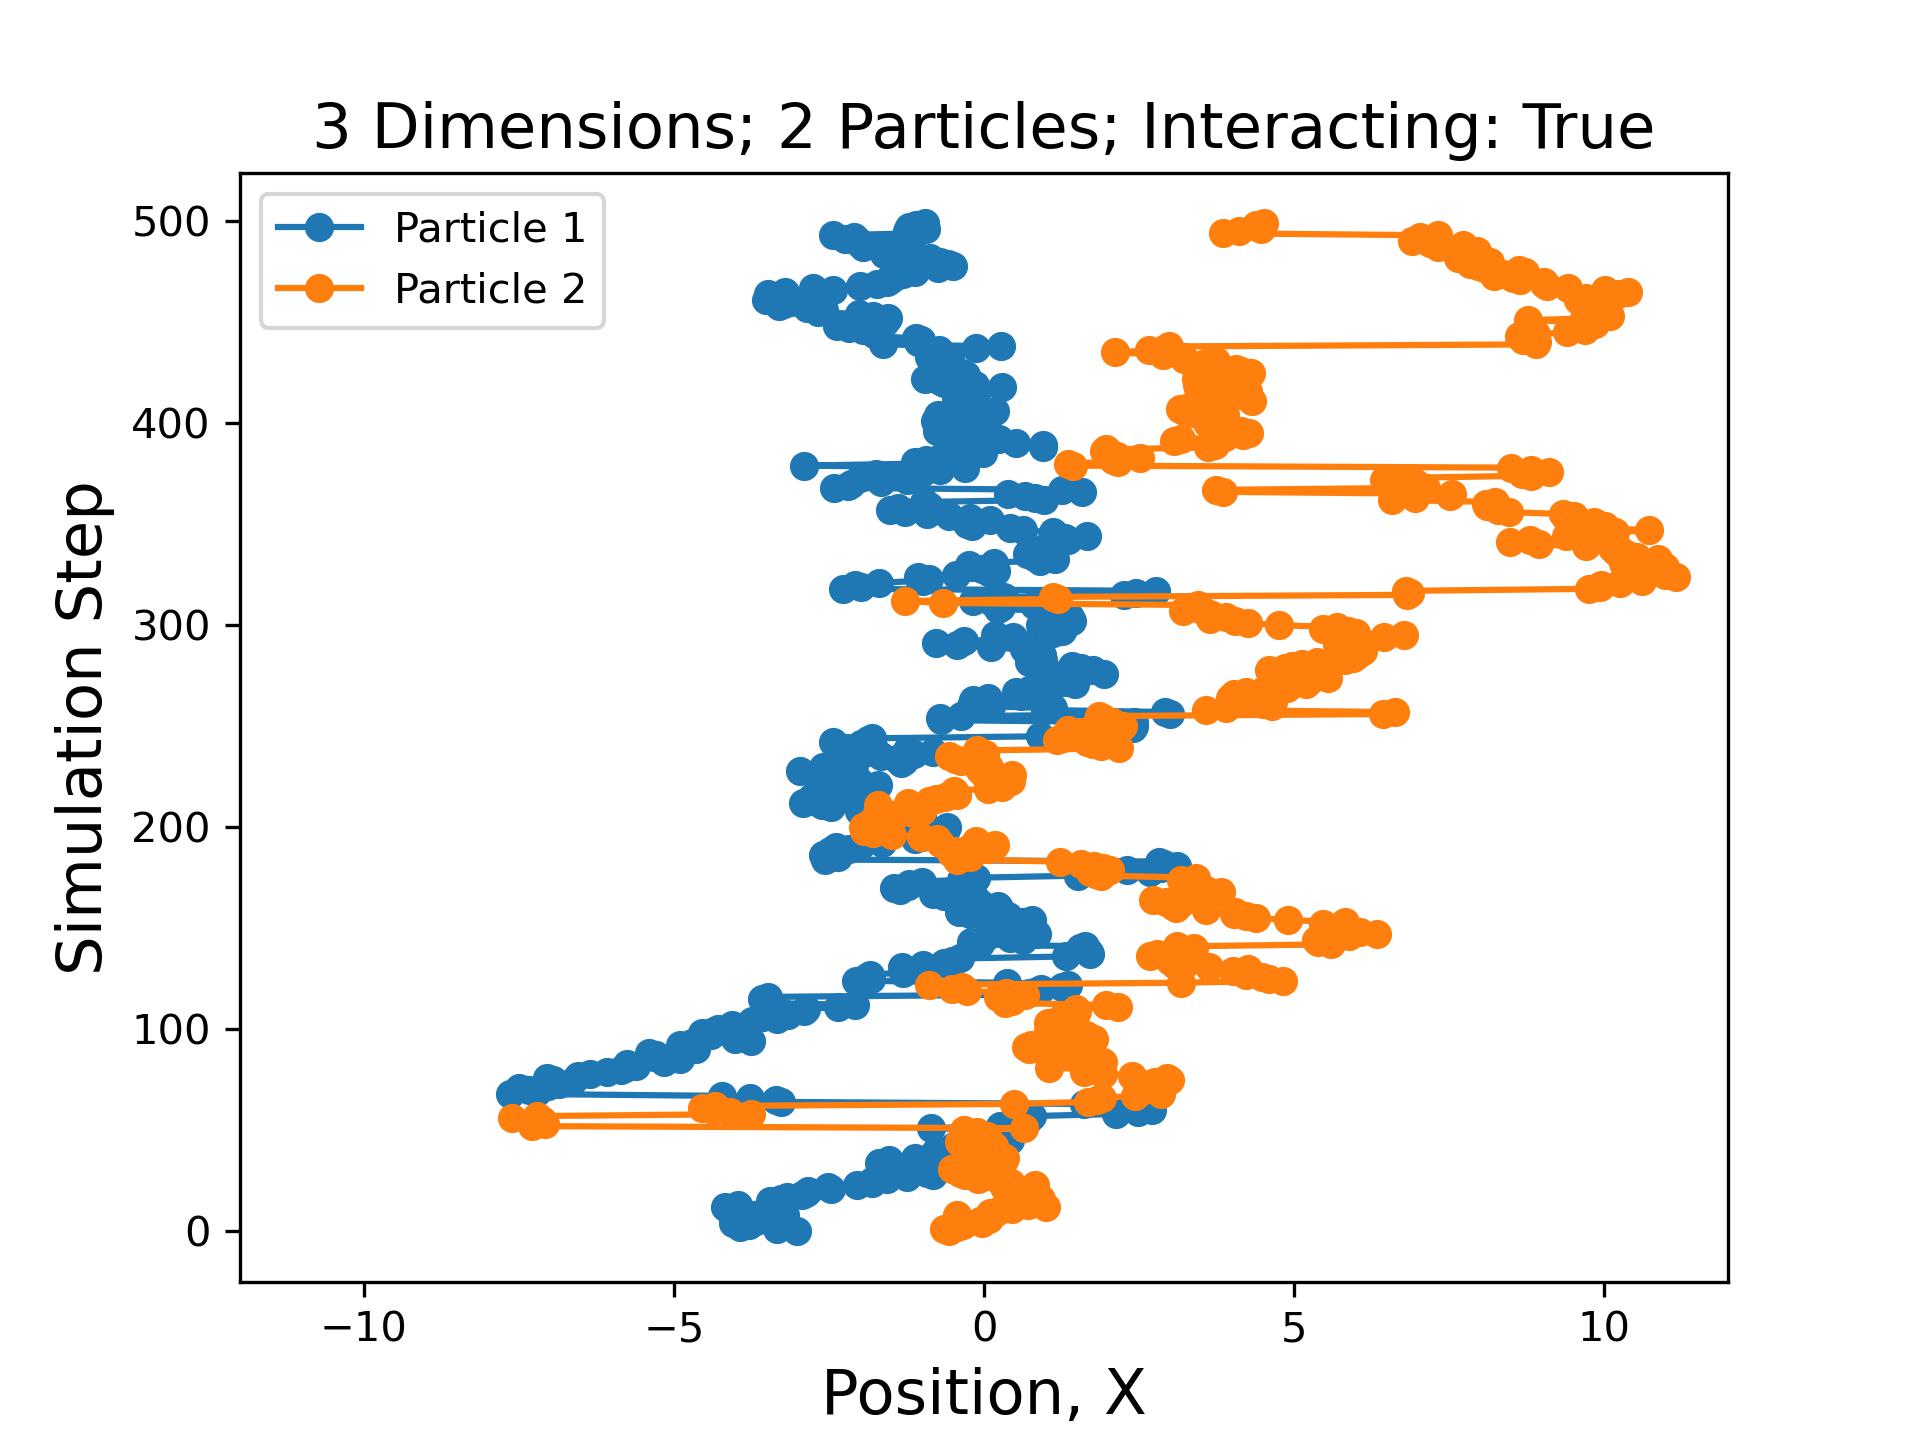 3 Dimensions; 2 Particles; Interacting: True
Particle 1
Particle 2
Simulation Step
500
400
300
200
100
0
−10
−5
0
5
10
Position, X